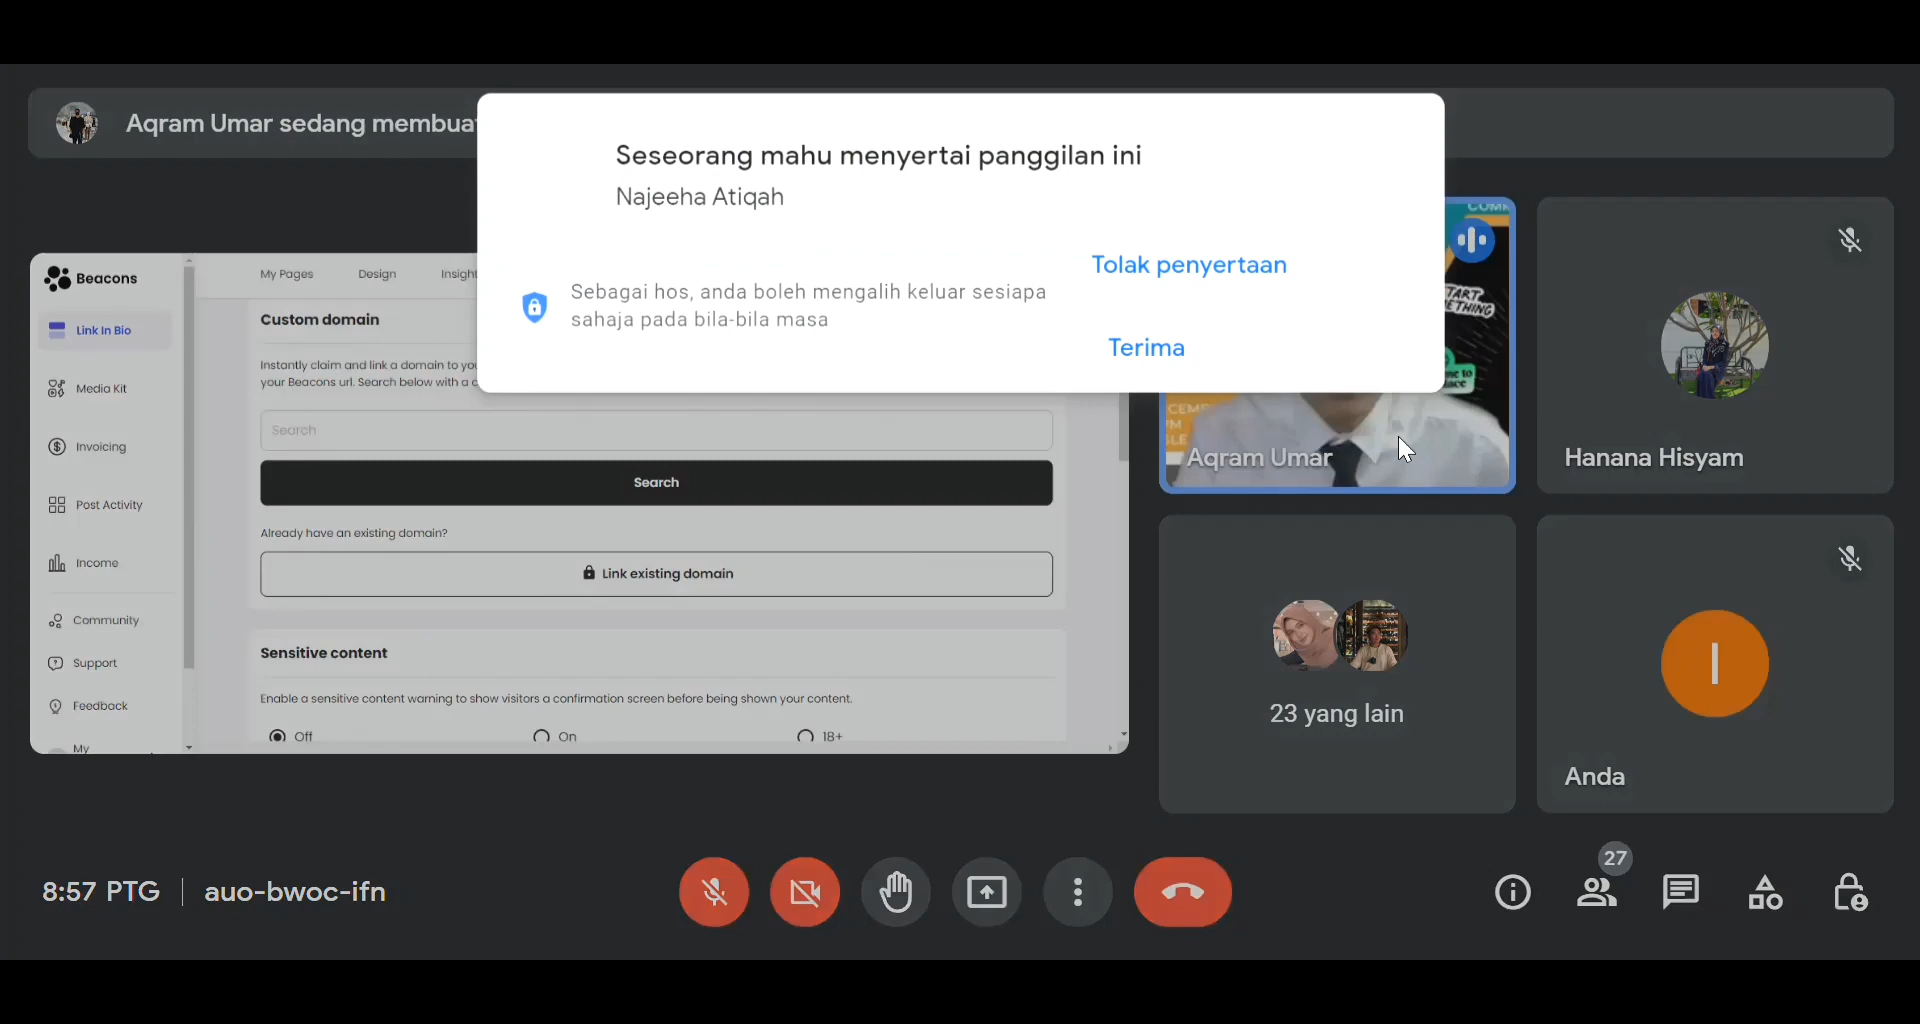 Aqram Umar sedang membuat
Seseorang mahu menyertai panggilan ini
Najeeha Atiqah
Sebagai hos, anda boleh mengalih keluar sesiapa
sahaja pada bila-bila masa
Tolak penyertaan
Terima
Beacons
Link In Bio
Media Kit
Invoicing
Post Activity
Income
Community
Support
Feedback
My
My Pages Design Insight
Custom domain
Instantly claim and link a domain to
your Beacons url. Search below with a
Search
Search
Already have an existing domain?
Link existing domain
Sensitive content
Enable a sensitive content warning to show visitors a confirmation screen before being shown your content.
Off On 18+
START
Aqram Umar
Hanana Hisyam
23 yang lain
I
Anda
8:57 PTG auo-bwoc-ifn
27